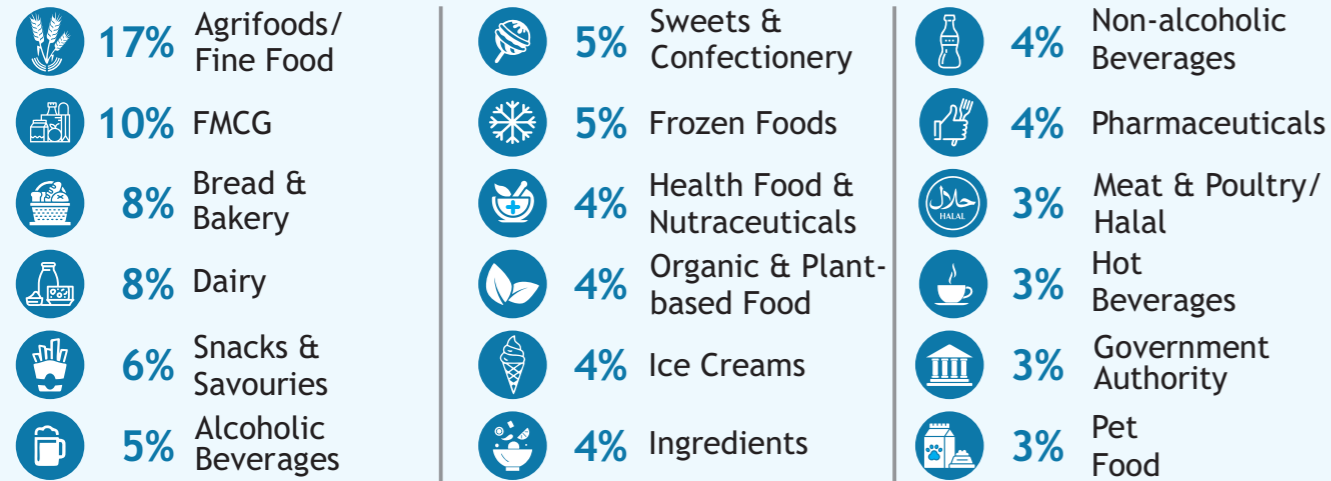 17% Agrifoods/
Fine Food
10% FMCG
8% Bread &
Bakery
8% Dairy
6% Snacks &
Savouries
5% Alcoholic
Beverages
5% Sweets &
Confectionery
5% Frozen Foods
4% Health Food &
Nutraceuticals
4% Organic & Plant-
based Food
4% Ice Creams
4% Ingredients
4% Non-alcoholic
Beverages
4% Pharmaceuticals
حلال
HALAL
3% Meat & Poultry/
Halal
3% Hot
Beverages
3% Government
Authority
3% Pet
Food